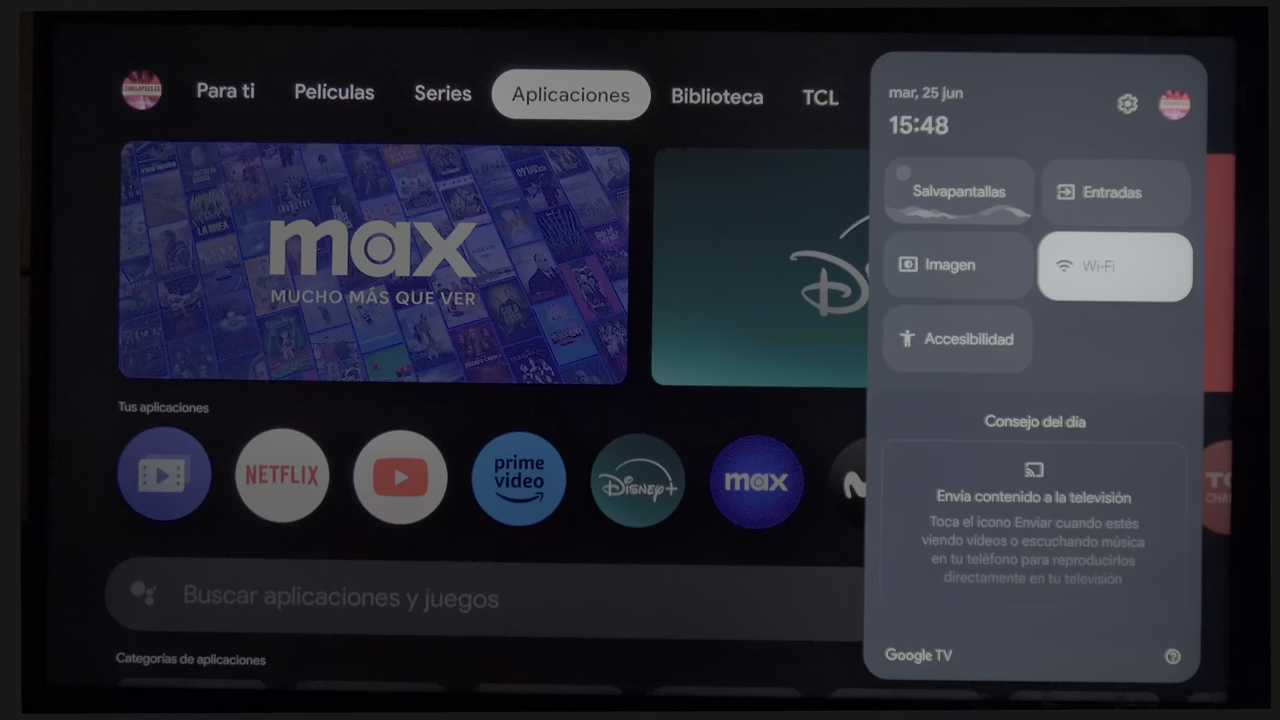 Para ti
Películas
Series
Aplicaciones
Biblioteca
TCL
mar, 25 jun
15:48
Salvapantallas
Entradas
Imagen
Wi-Fi
Accesibilidad
max
MUCHO MÁS QUE VER
Tus aplicaciones
NETFLIX
prime
video
Disney+
max
Consejo del día
Envía contenido a la televisión
Toca el icono Enviar cuando estés
viendo vídeos o escuchando música
en tu teléfono para reproducirlos
directamente en tu televisión
Buscar aplicaciones y juegos
Categorías de aplicaciones
Google TV